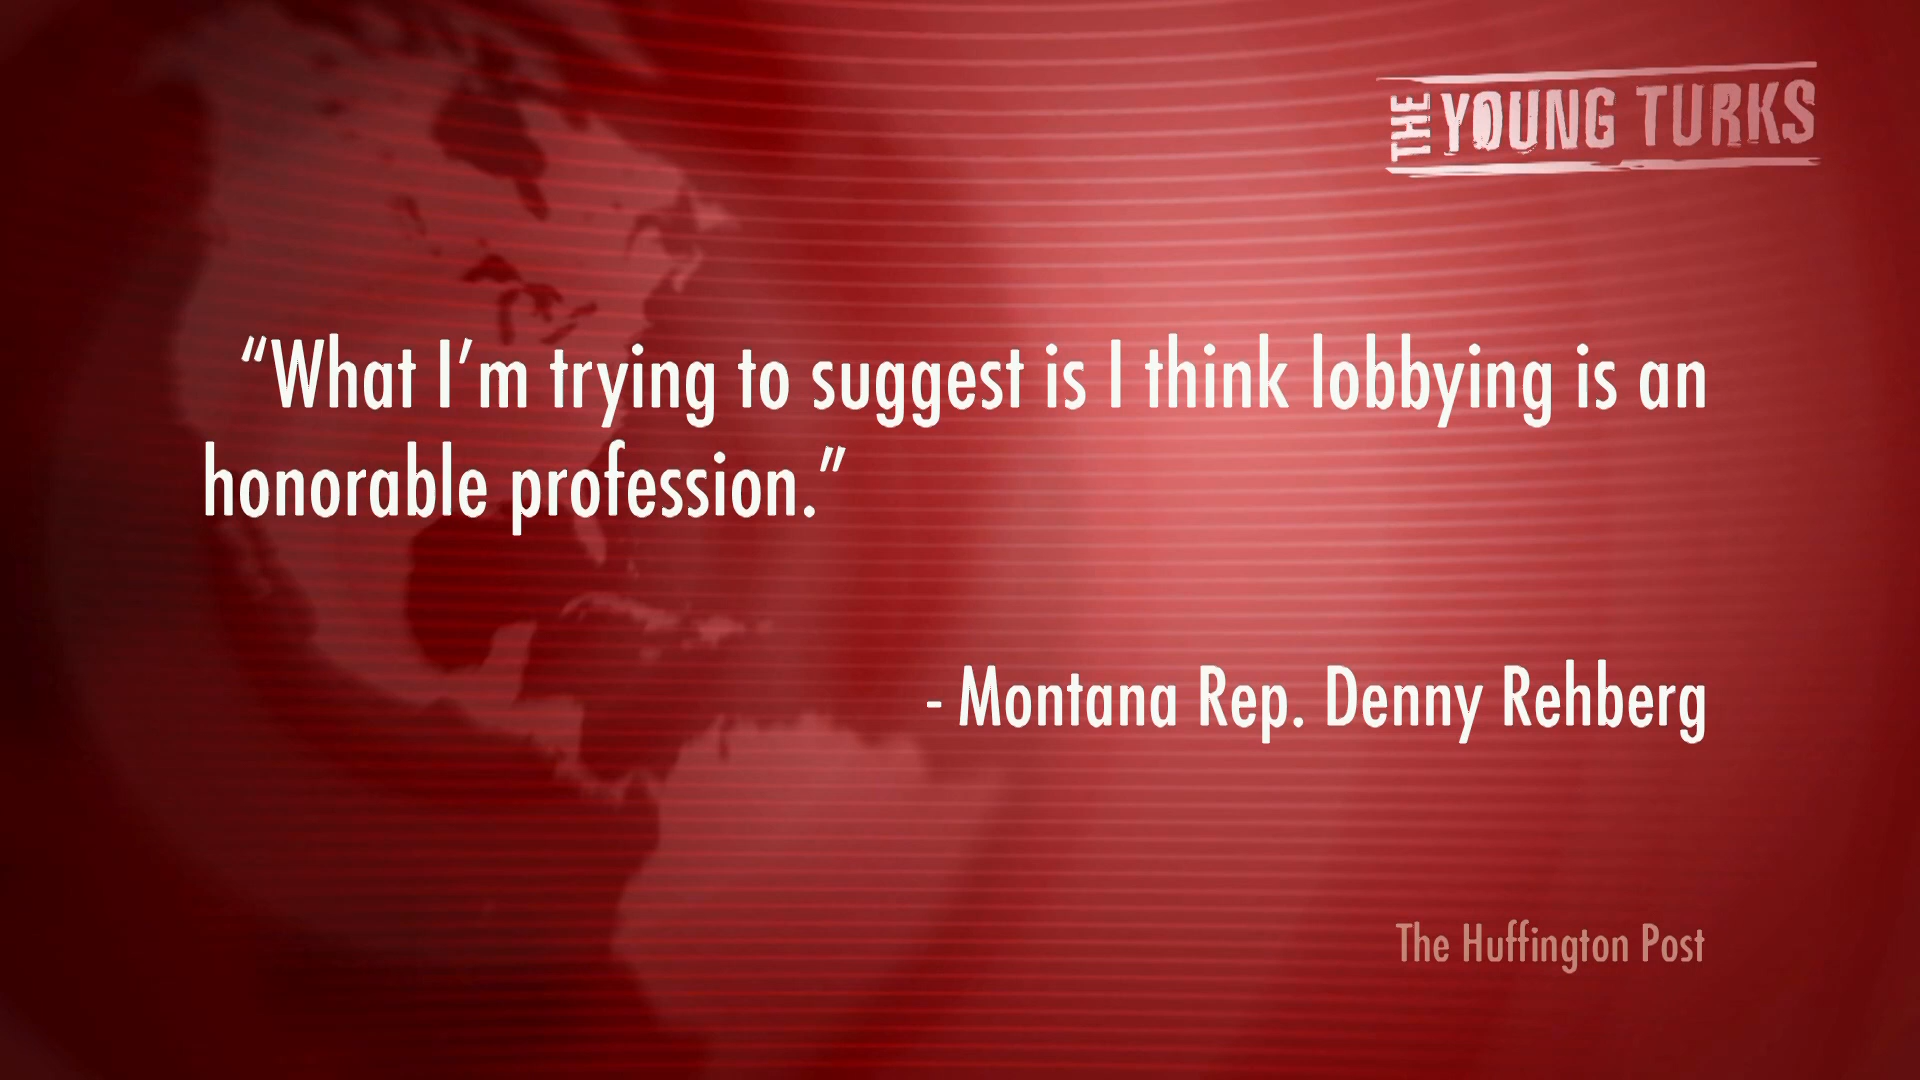 THE YOUNG TURKS
“What I’m trying to suggest is I think lobbying is an
honorable profession.”
- Montana Rep. Denny Rehberg
The Huffington Post